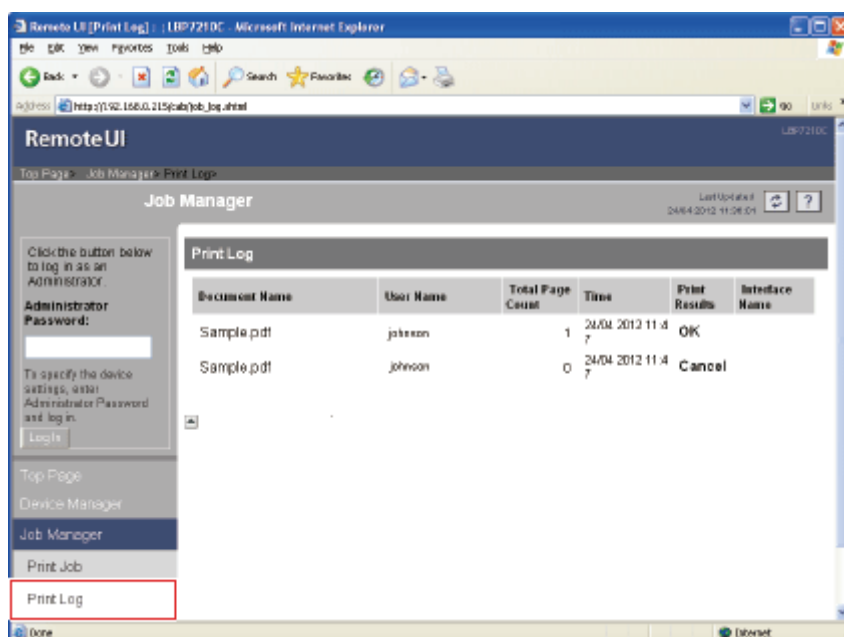 Remote UI [Print Log] : : LBP7210C - Microsoft Internet Explorer
File Edit View Favorites Tools Help
Back Search Favorites
Address http://192.168.0.215/cab/job_log.shtml Go Links
RemoteUI
LBP7210C
Top Page> Job Manager> Print Log>
Job Manager
Last Updated
24/04 2012 11:
Click the button below
to log in as an
Administrator.
Administrator
Password:
To specify the device
settings, enter
Administrator Password
and log in.
Log In
Top Page
Device Manager
Job Manager
Print Job
Print Log
Print Log
Document Name User Name Total Page Count Time Print Results Interface Name
Sample.pdf johnson 1 24/04 2012 11:47 OK
Sample.pdf johnson 0 24/04 2012 11:47 Cancel
Done Internet